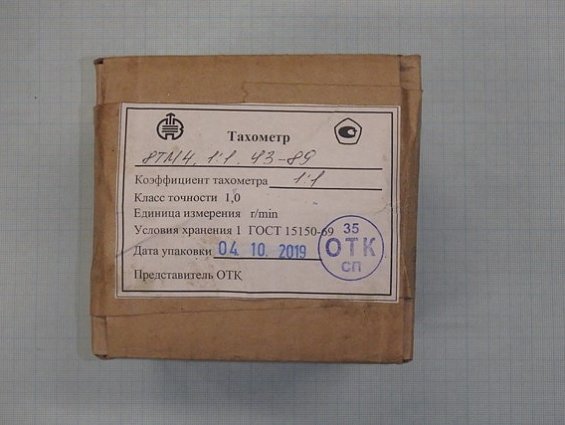 Тахометр
8ТМ4. 1:1. 43-89
Коэффициент тахометра 1:1
Класс точности 1,0
Единица измерения r/min
Условия хранения 1 ГОСТ 15150-69
Дата упаковки 04.10.2019
Представитель ОТК
35
ОТК
СП